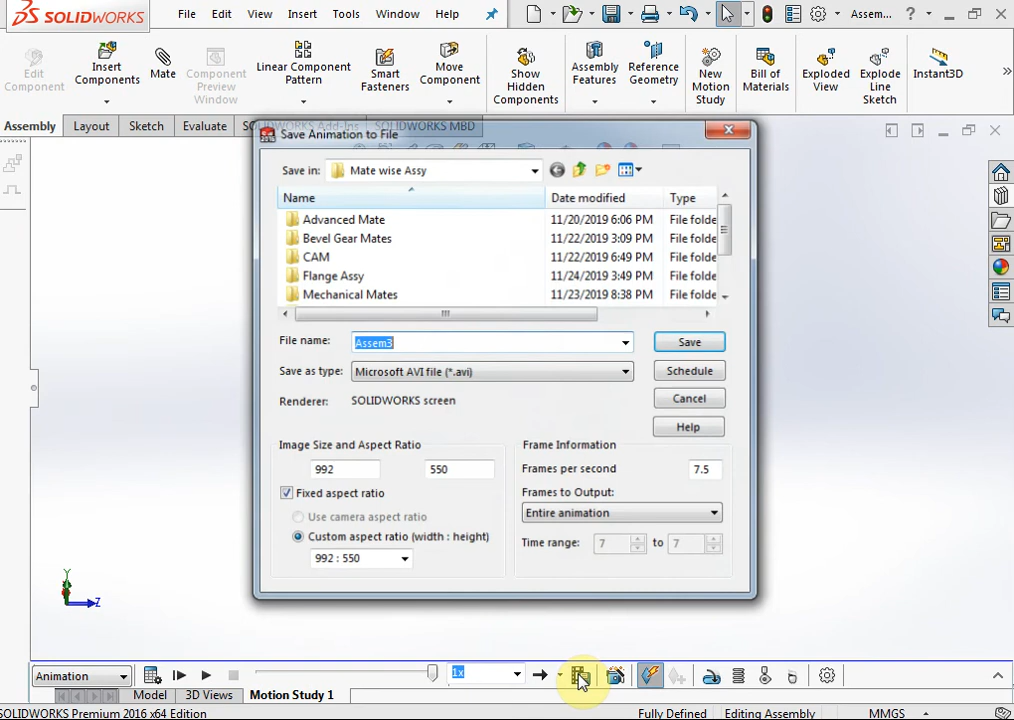 SOLIDWORKS File Edit View Insert Tools Window Help Assem... ?
Edit Component
Insert Components
Mate
Component Preview Window
Linear Component Pattern
Smart Fasteners
Move Component
Show Hidden Components
Assembly Features
Reference Geometry
New Motion Study
Bill of Materials
Exploded View
Explode Line Sketch
Instant3D
Assembly Layout Sketch Evaluate SOLIDWORKS Add-Ins SOLIDWORKS MBD
Save Animation to File
Save in: Mate wise Assy
Name Date modified Type
Advanced Mate 11/20/2019 6:06 PM File folde
Bevel Gear Mates 11/22/2019 3:09 PM File folde
CAM 11/22/2019 6:49 PM File folde
Flange Assy 11/24/2019 3:49 PM File folde
Mechanical Mates 11/23/2019 8:38 PM File folde
File name: Assem3 Save
Save as type: Microsoft AVI file (*.avi) Schedule
Renderer: SOLIDWORKS screen Cancel
Help
Image Size and Aspect Ratio Frame Information
992 550 Frames per second 7.5
Fixed aspect ratio Frames to Output:
Use camera aspect ratio Entire animation
Custom aspect ratio (width : height) Time range: 7 to 7
992 : 550
Y
Z
Animation 1x
Model 3D Views Motion Study 1
SOLIDWORKS Premium 2016 x64 Edition Fully Defined Editing Assembly MMGS